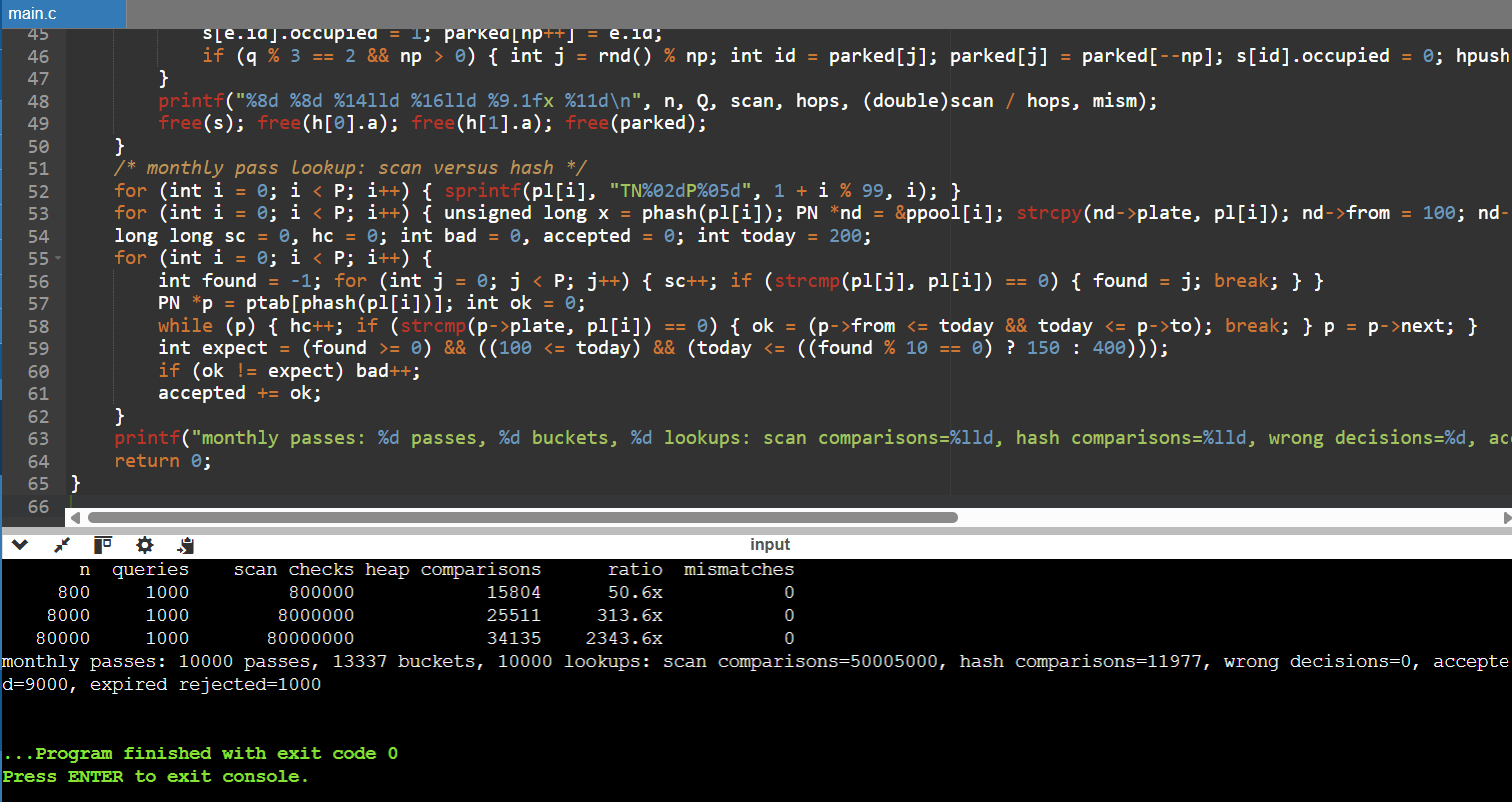 main.c
45 s[e.id].occupied = 1; parked[np++] = e.id;
46 if (q % 3 == 2 && np > 0) { int j = rnd() % np; int id = parked[j]; parked[j] = parked[--np]; s[id].occupied = 0; hpush
47 }
48 printf("%8d %8d %14lld %16lld %9.1fx %11d\n", n, Q, scan, hops, (double)scan / hops, mism);
49 free(s); free(h[0].a); free(h[1].a); free(parked);
50 }
51 /* monthly pass lookup: scan versus hash */
52 for (int i = 0; i < P; i++) { sprintf(pl[i], "TN%02dP%05d", 1 + i % 99, i); }
53 for (int i = 0; i < P; i++) { unsigned long x = phash(pl[i]); PN *nd = &ppool[i]; strcpy(nd->plate, pl[i]); nd->from = 100; nd-
54 long long sc = 0, hc = 0; int bad = 0, accepted = 0; int today = 200;
55 for (int i = 0; i < P; i++) {
56 int found = -1; for (int j = 0; j < P; j++) { sc++; if (strcmp(pl[j], pl[i]) == 0) { found = j; break; } }
57 PN *p = ptab[phash(pl[i])]; int ok = 0;
58 while (p) { hc++; if (strcmp(p->plate, pl[i]) == 0) { ok = (p->from <= today && today <= p->to); break; } p = p->next; }
59 int expect = (found >= 0) && ((100 <= today) && (today <= ((found % 10 == 0) ? 150 : 400)));
60 if (ok != expect) bad++;
61 accepted += ok;
62 }
63 printf("monthly passes: %d passes, %d buckets, %d lookups: scan comparisons=%lld, hash comparisons=%lld, wrong decisions=%d, ac
64 return 0;
65 }
66
input
n queries scan checks heap comparisons ratio mismatches
800 1000 800000 15804 50.6x 0
8000 1000 8000000 25511 313.6x 0
80000 1000 80000000 34135 2343.6x 0
monthly passes: 10000 passes, 13337 buckets, 10000 lookups: scan comparisons=50005000, hash comparisons=11977, wrong decisions=0, accepte
d=9000, expired rejected=1000
...Program finished with exit code 0
Press ENTER to exit console.